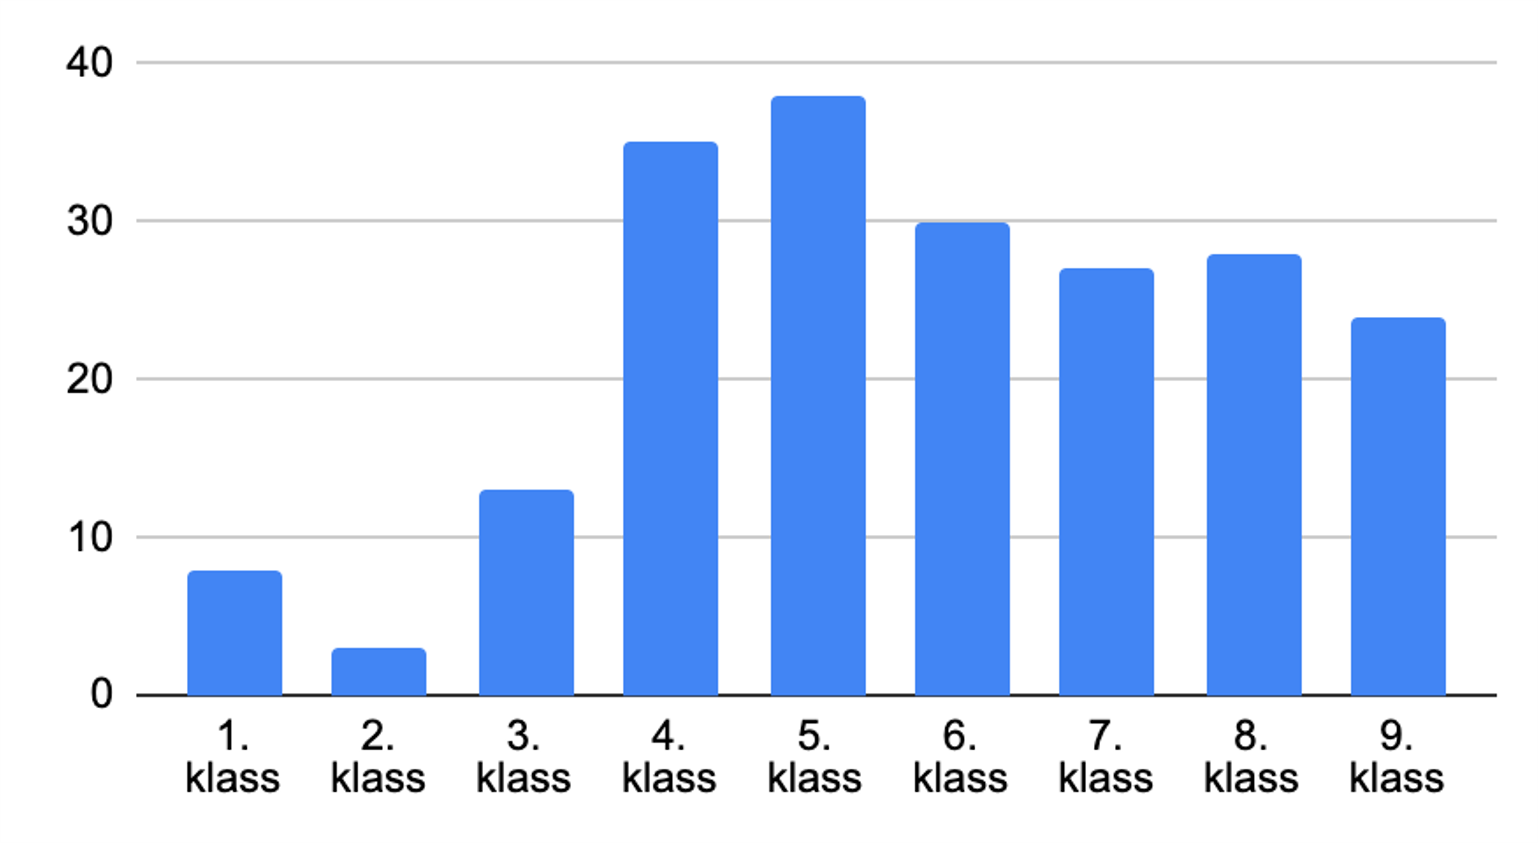 40
30
20
10
0
1. klass
2. klass
3. klass
4. klass
5. klass
6. klass
7. klass
8. klass
9. klass